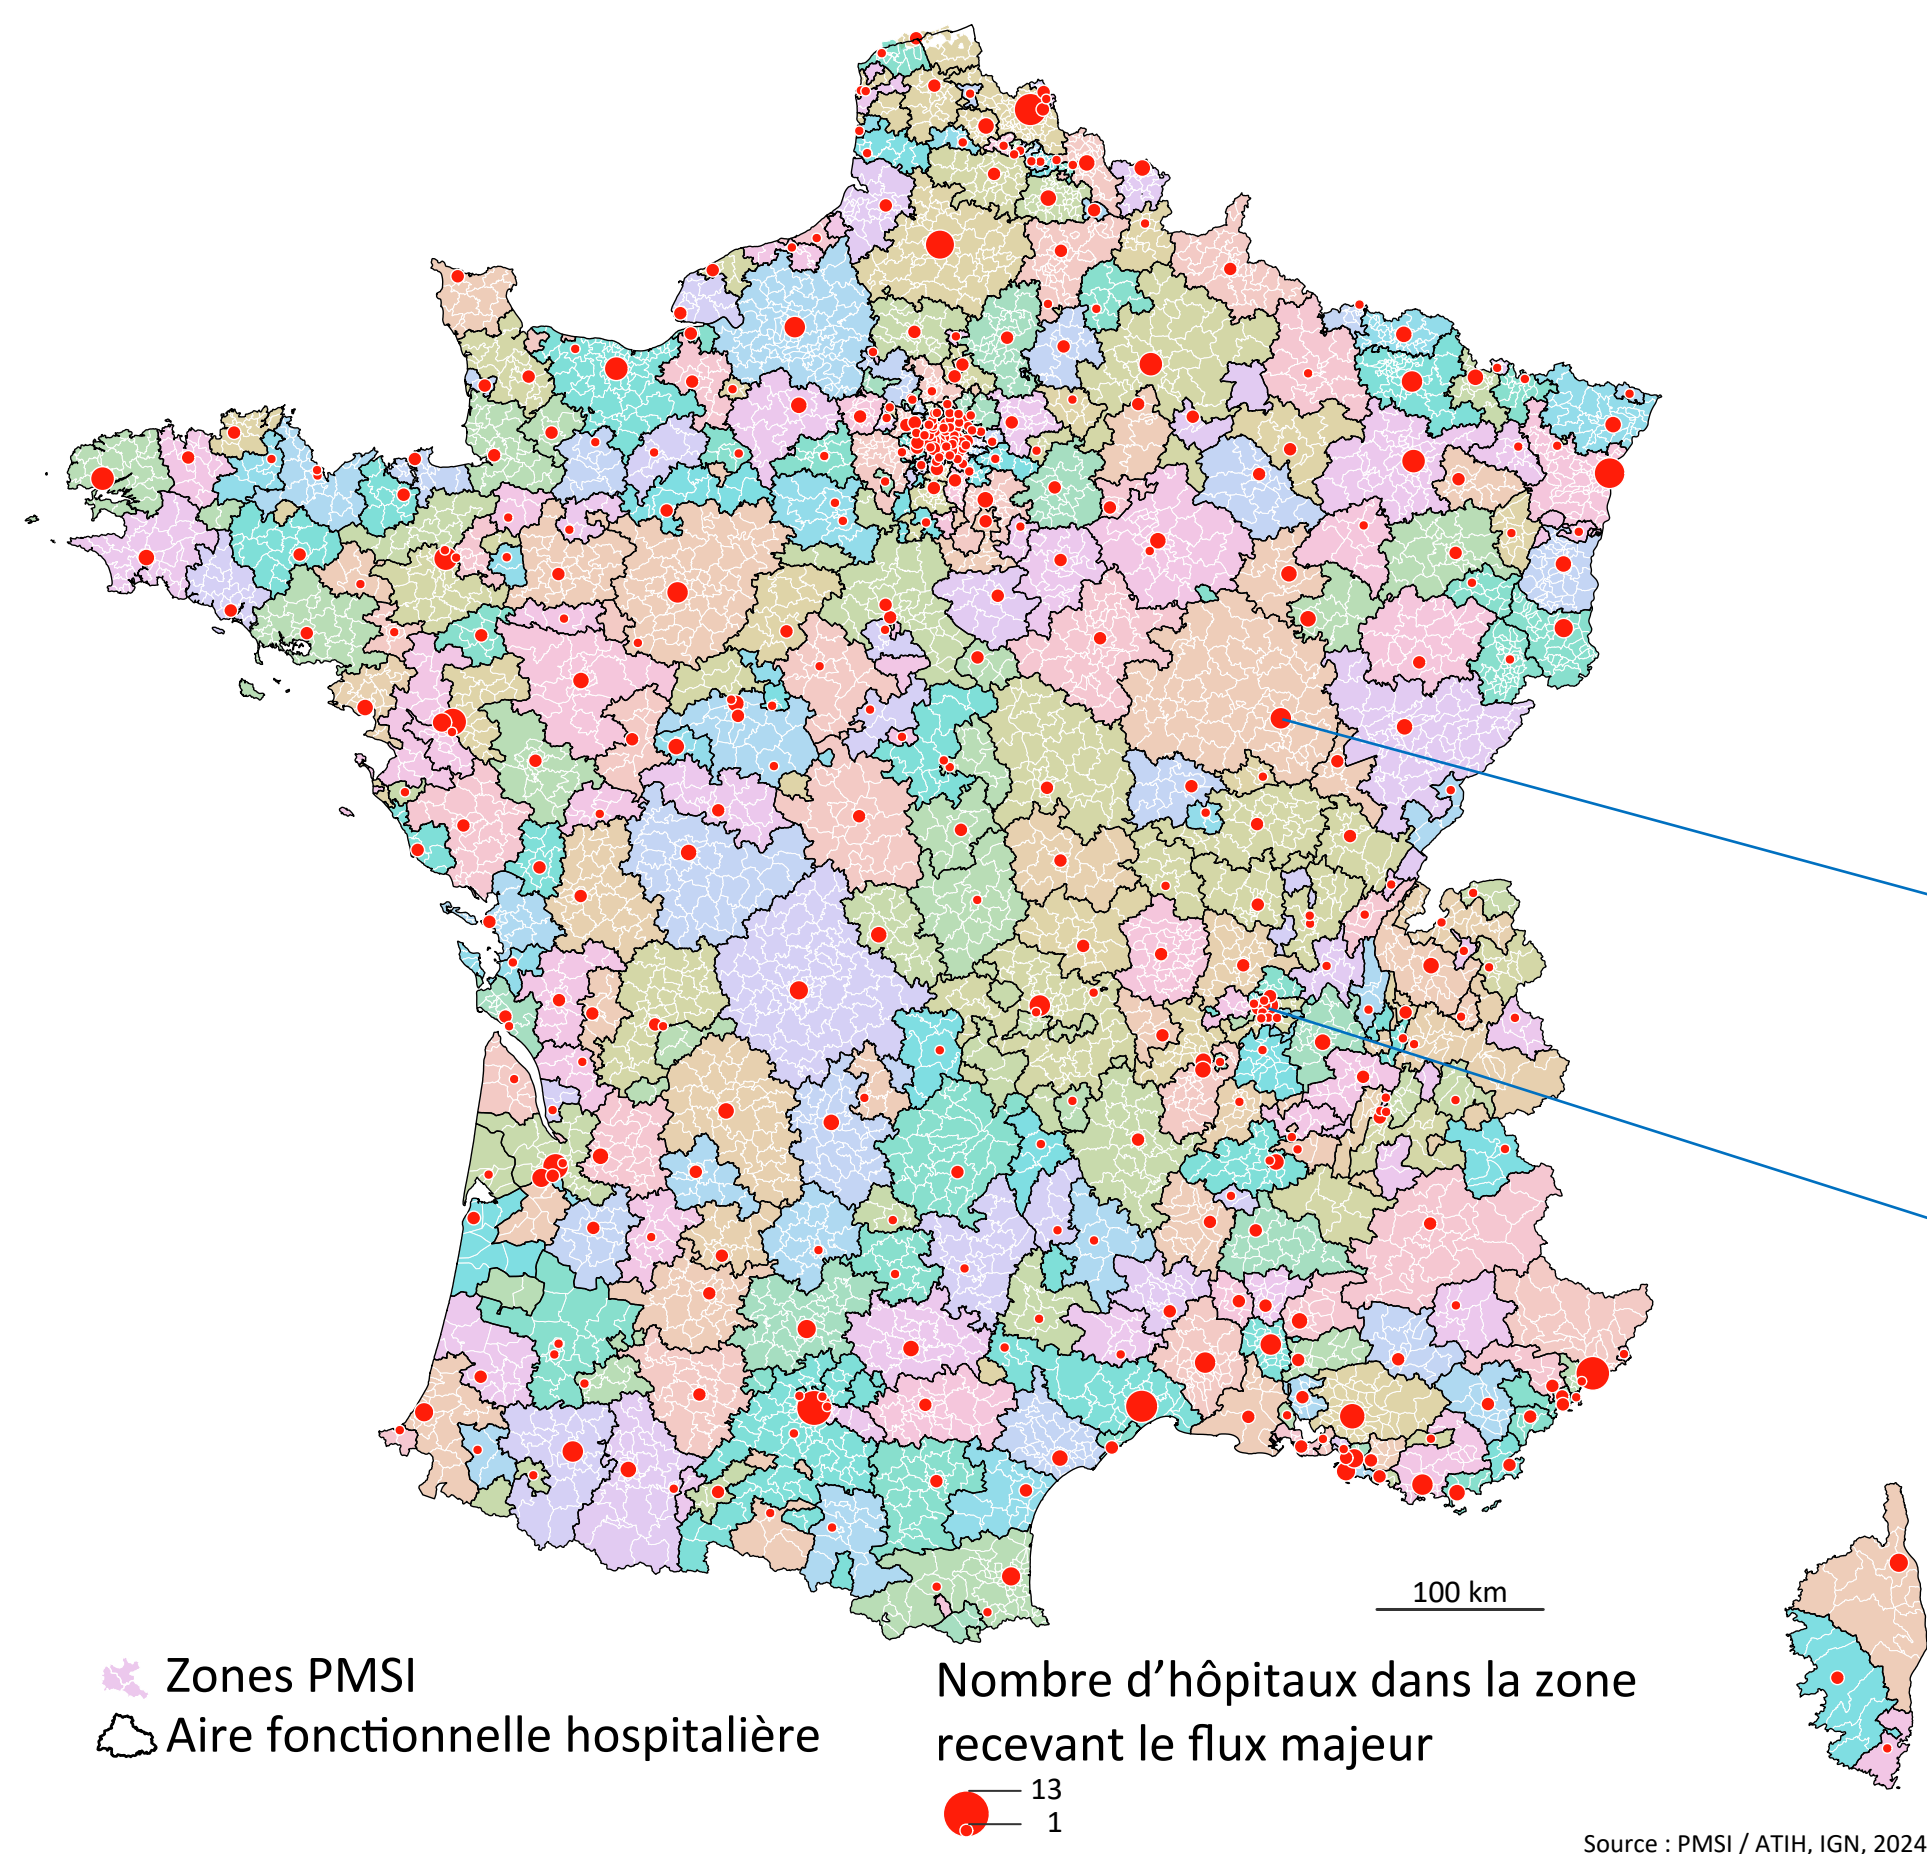 100 km
Zones PMSI
Aire fonctionnelle hospitalière
Nombre d’hôpitaux dans la zone
recevant le flux majeur
13
1
Source : PMSI / ATIH, IGN, 2024